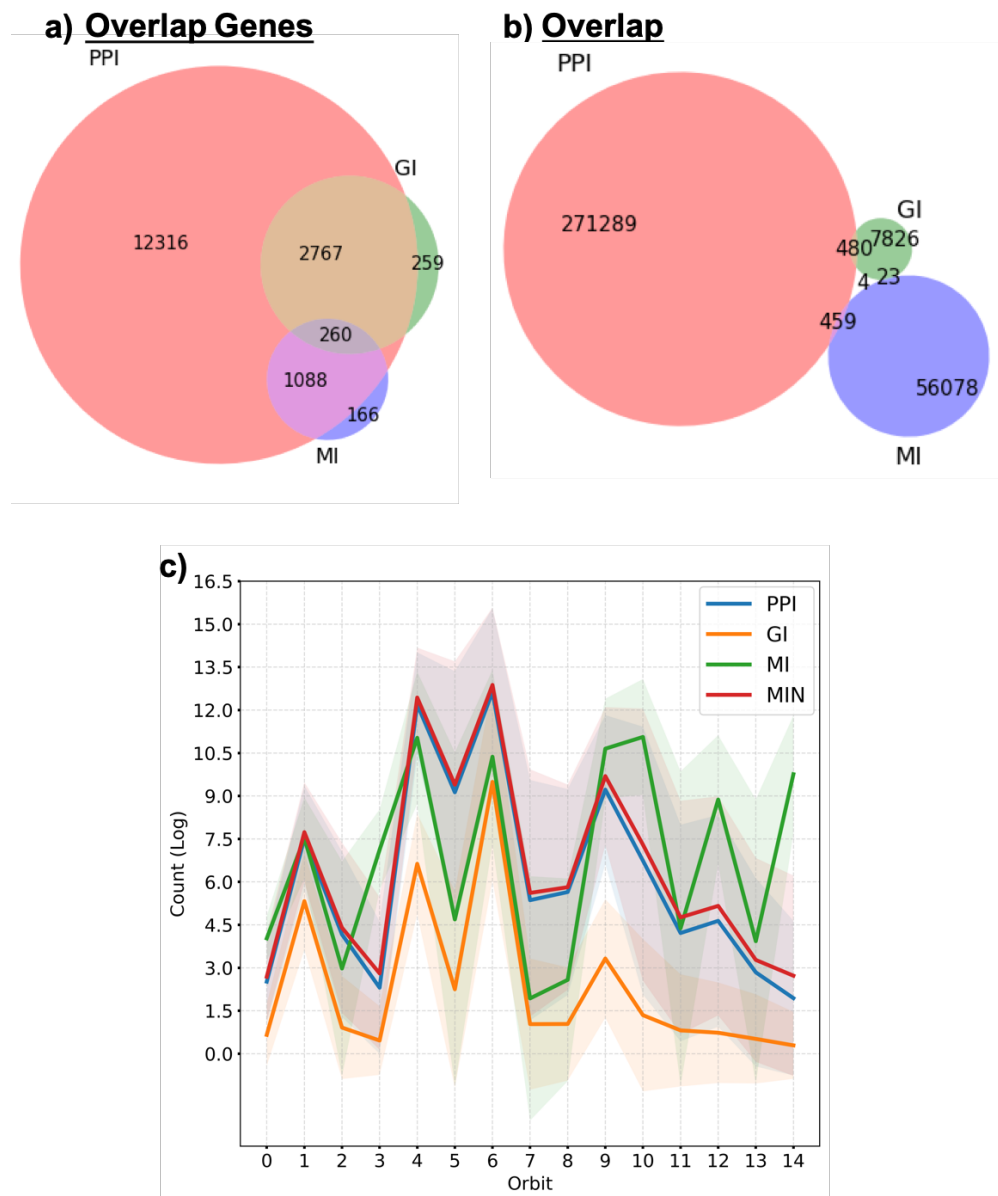 a) Overlap Genes
b) Overlap
PPI
GI
12316
2767
259
260
1088
166
MI
PPI
GI
271289
480
7826
4
23
459
56078
MI
c)
Count (Log)
16.5
15.0
13.5
12.0
10.5
9.0
7.5
6.0
4.5
3.0
1.5
0.0
PPI
GI
MI
MIN
0 1 2 3 4 5 6 7 8 9 10 11 12 13 14
Orbit